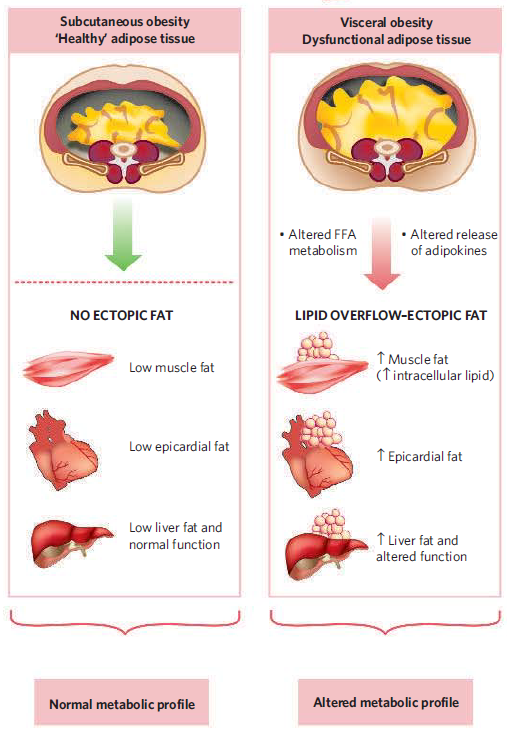 Subcutaneous obesity
‘Healthy’ adipose tissue
NO ECTOPIC FAT
Low muscle fat
Low epicardial fat
Low liver fat and
normal function
Normal metabolic profile
Visceral obesity
Dysfunctional adipose tissue
• Altered FFA
metabolism
• Altered release
of adipokines
LIPID OVERFLOW–ECTOPIC FAT
↑ Muscle fat
(↑ intracellular lipid)
↑ Epicardial fat
↑ Liver fat and
altered function
Altered metabolic profile